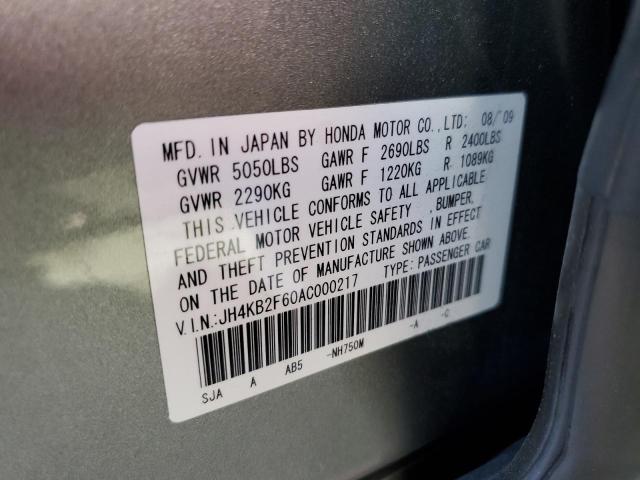 MFD. IN JAPAN BY HONDA MOTOR CO., LTD: 08/'09
GVWR 5050LBS GAWR F 2690LBS R 2400LBS
GVWR 2290KG GAWR F 1220KG R 1089KG
THIS VEHICLE CONFORMS TO ALL APPLICABLE
FEDERAL MOTOR VEHICLE SAFETY ,BUMPER,
AND THEFT PREVENTION STANDARDS IN EFFECT
ON THE DATE OF MANUFACTURE SHOWN ABOVE.
V.I.N.:JH4KB2F60AC000217 TYPE: PASSENGER CAR
SJA A AB5 -NH750M -A -C